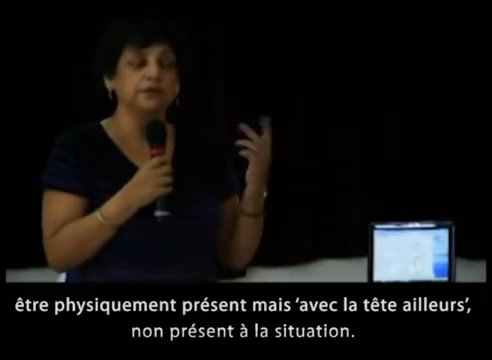 être physiquement présent mais ‘avec la tête ailleurs’,
non présent à la situation.